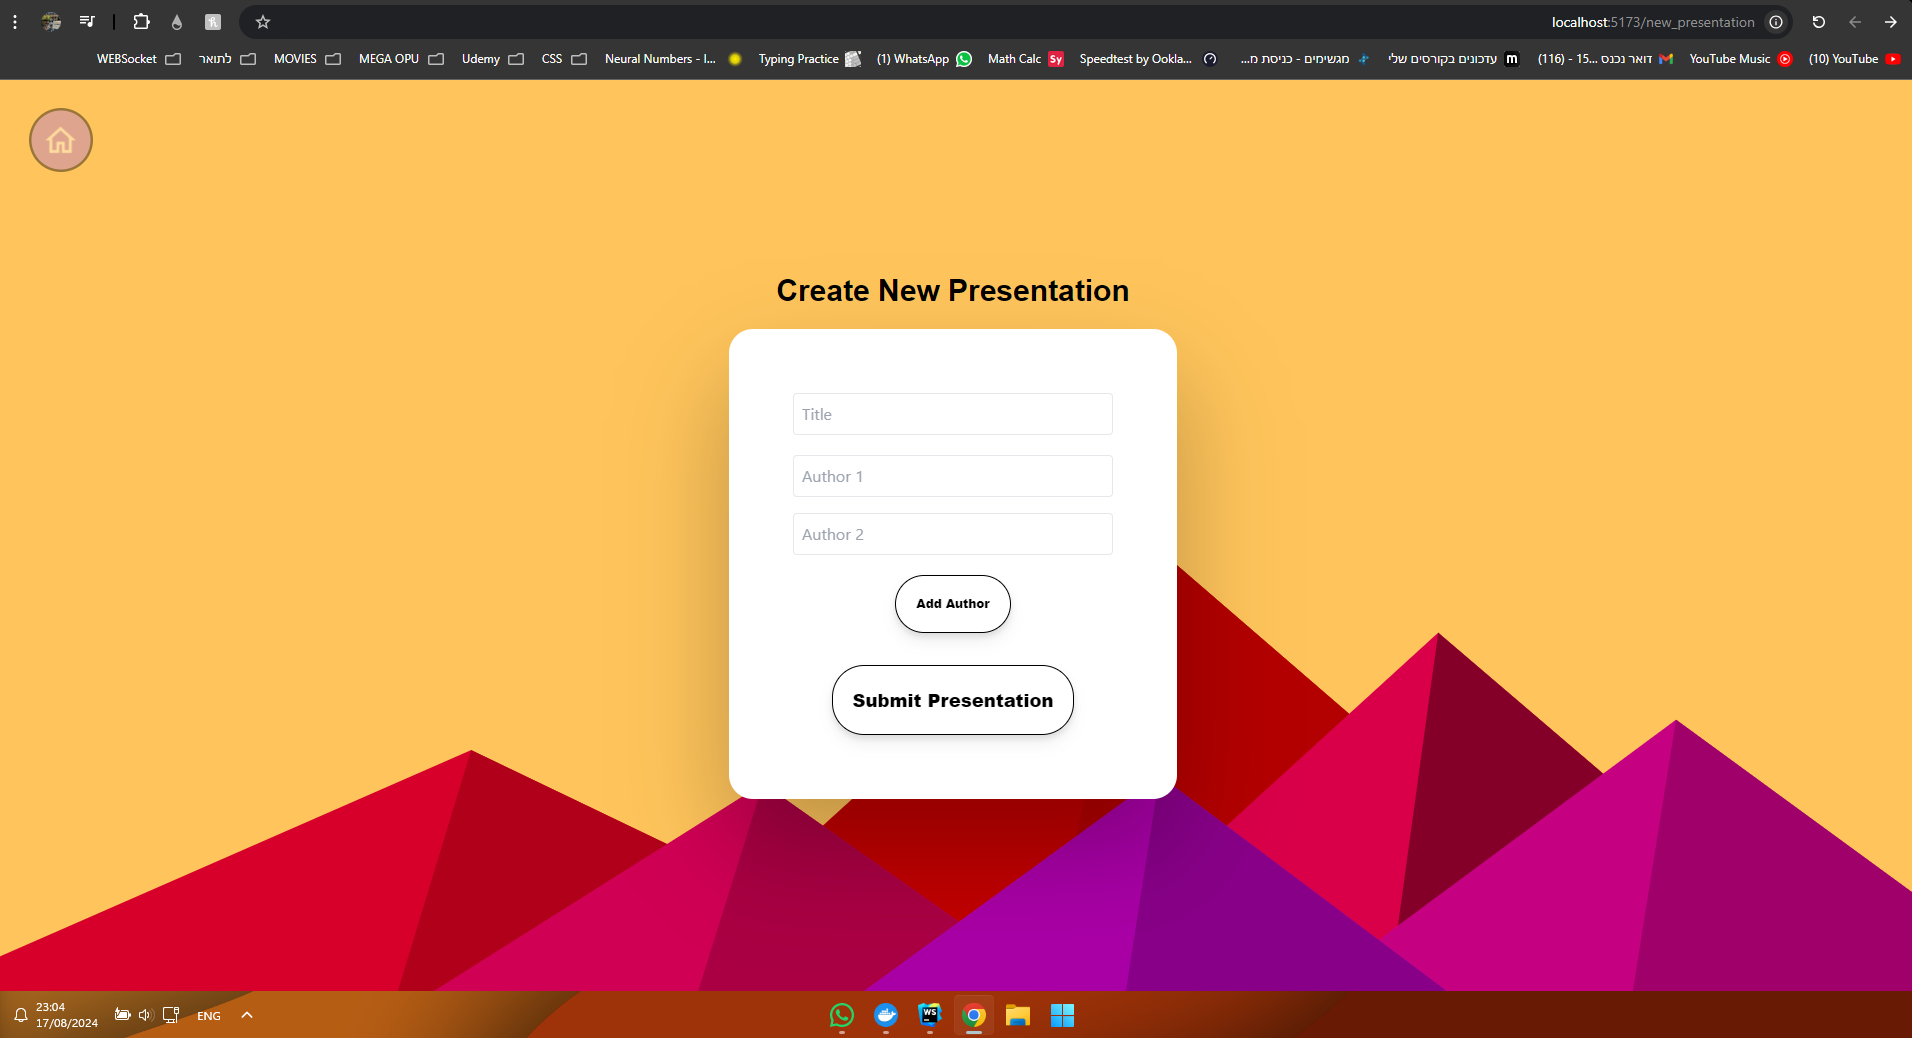 localhost:5173/new_presentation
WEBSocket לתואר MOVIES MEGA OPU Udemy CSS Neural Numbers - I... Typing Practice (1) WhatsApp Math Calc Sy Speedtest by Ookla... מגשימים - כניסת מ... עדכונים בקורסים שלי m דואר נכנס ...15 - (116) YouTube Music (10) YouTube
Create New Presentation
Title
Author 1
Author 2
Add Author
Submit Presentation
23:04
17/08/2024
ENG
WS